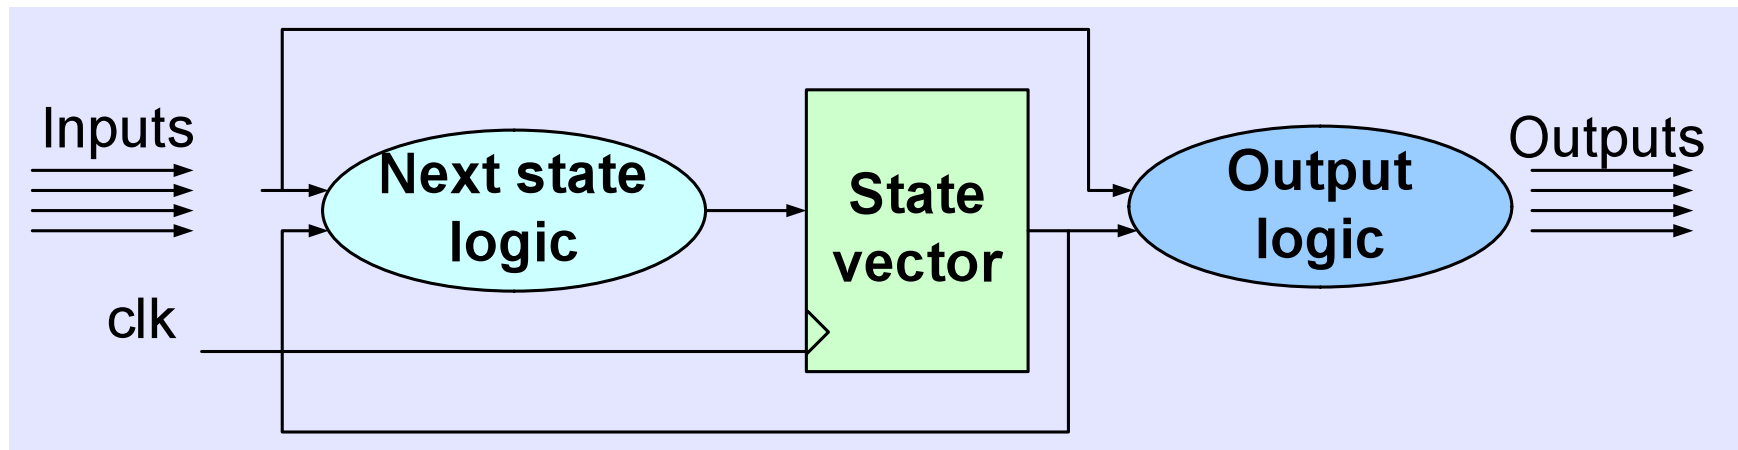 Inputs
Next state
logic
clk
State
vector
Output
logic
Outputs